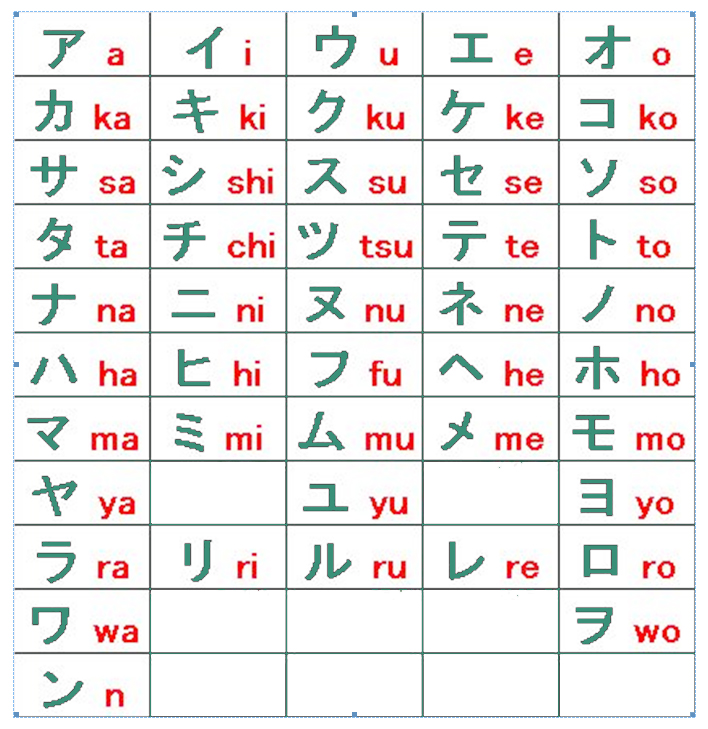 ア a イ i ウ u エ e オ o
カ ka キ ki ク ku ケ ke コ ko
サ sa シ shi ス su セ se ソ so
タ ta チ chi ツ tsu テ te ト to
ナ na ニ ni ヌ nu ネ ne ノ no
ハ ha ヒ hi フ fu ヘ he ホ ho
マ ma ミ mi ム mu メ me モ mo
ヤ ya ユ yu ヨ yo
ラ ra リ ri ル ru レ re ロ ro
ワ wa ヲ wo
ン n